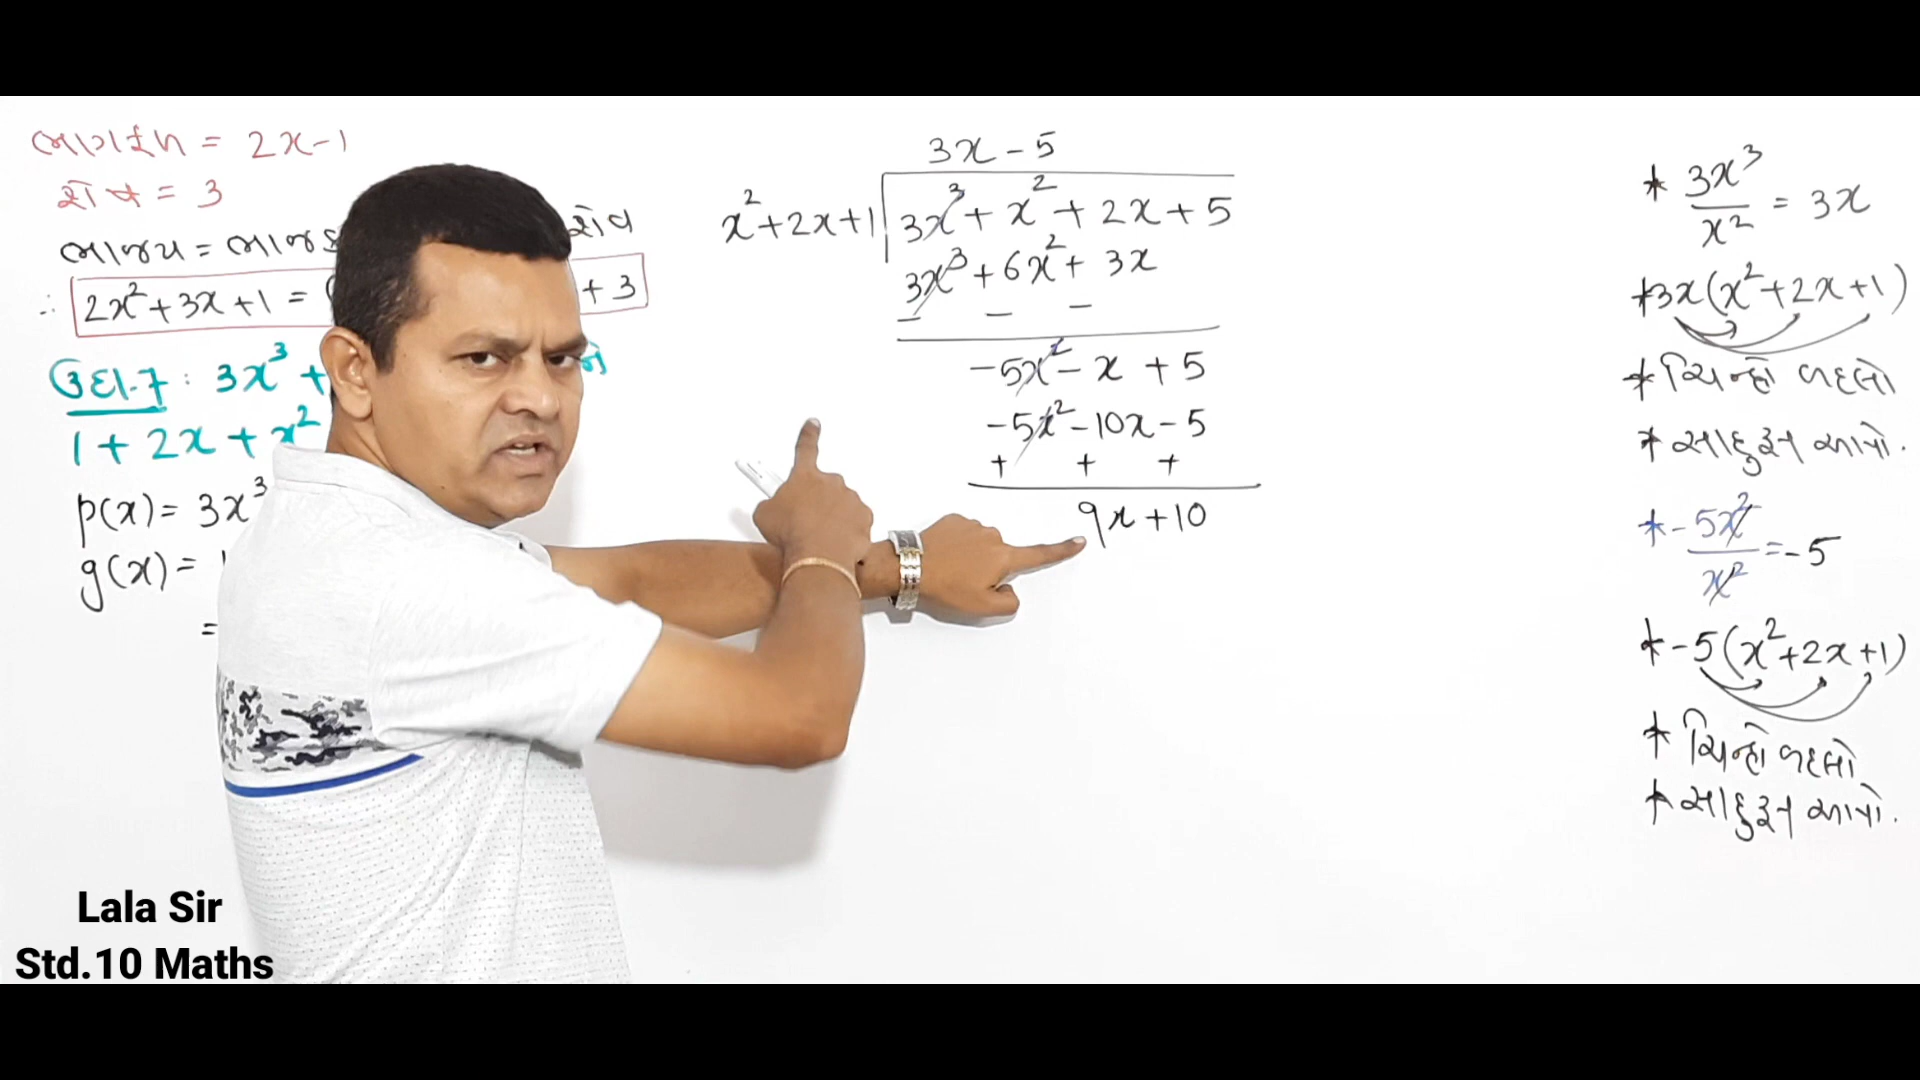 ભાગફળ = 2x-1
શેષ = 3
ભાજ્ય = ભાજક શેષ
∴ 2x² + 3x + 1 = ( + 3
ઉદા-7 : 3x³ + ને
1 + 2x + x²
p(x) = 3x³
g(x) = 1
=
3x - 5
x² + 2x + 1 3x³ + x² + 2x + 5
3x³ + 6x² + 3x
- - -
-5x² - x + 5
-5x² - 10x - 5
+ + +
9x + 10
* 3x³/x² = 3x
* 3x(x² + 2x + 1)
* ચિન્હો બદલો
* સાદુરૂપ આપો.
* -5x²/x² = -5
* -5(x² + 2x + 1)
* ચિન્હો બદલો
* સાદુરૂપ આપો.
Lala Sir
Std.10 Maths